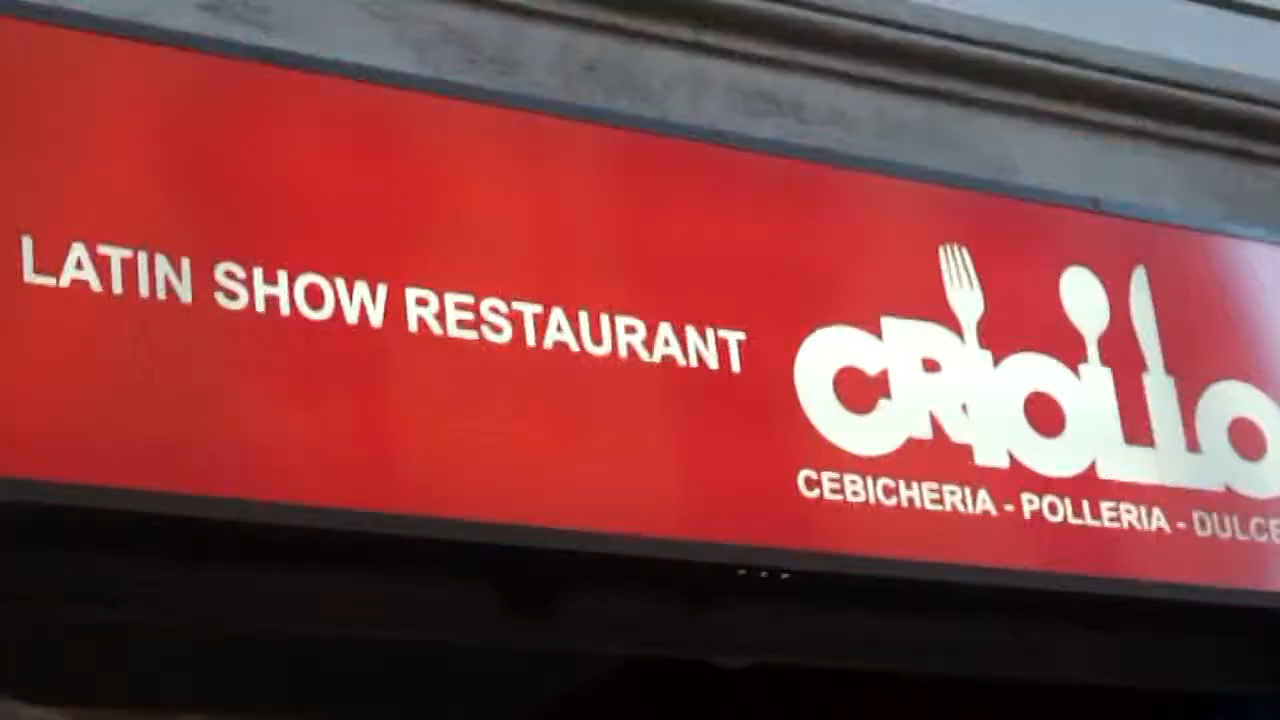 LATIN SHOW RESTAURANT
CRIOLLO
CEBICHERIA - POLLERIA - DULCE